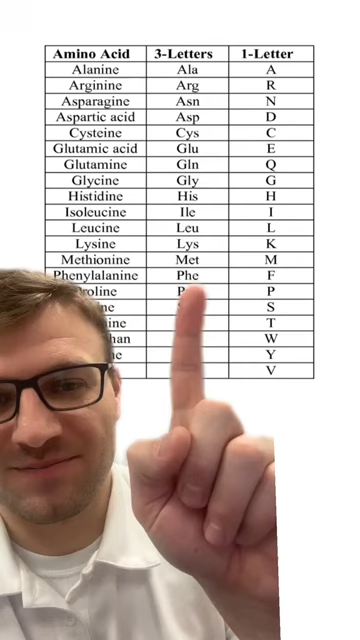 Amino Acid 3-Letters 1-Letter
Alanine Ala A
Arginine Arg R
Asparagine Asn N
Aspartic acid Asp D
Cysteine Cys C
Glutamic acid Glu E
Glutamine Gln Q
Glycine Gly G
Histidine His H
Isoleucine Ile I
Leucine Leu L
Lysine Lys K
Methionine Met M
Phenylalanine Phe F
P
S
T
W
Y
V